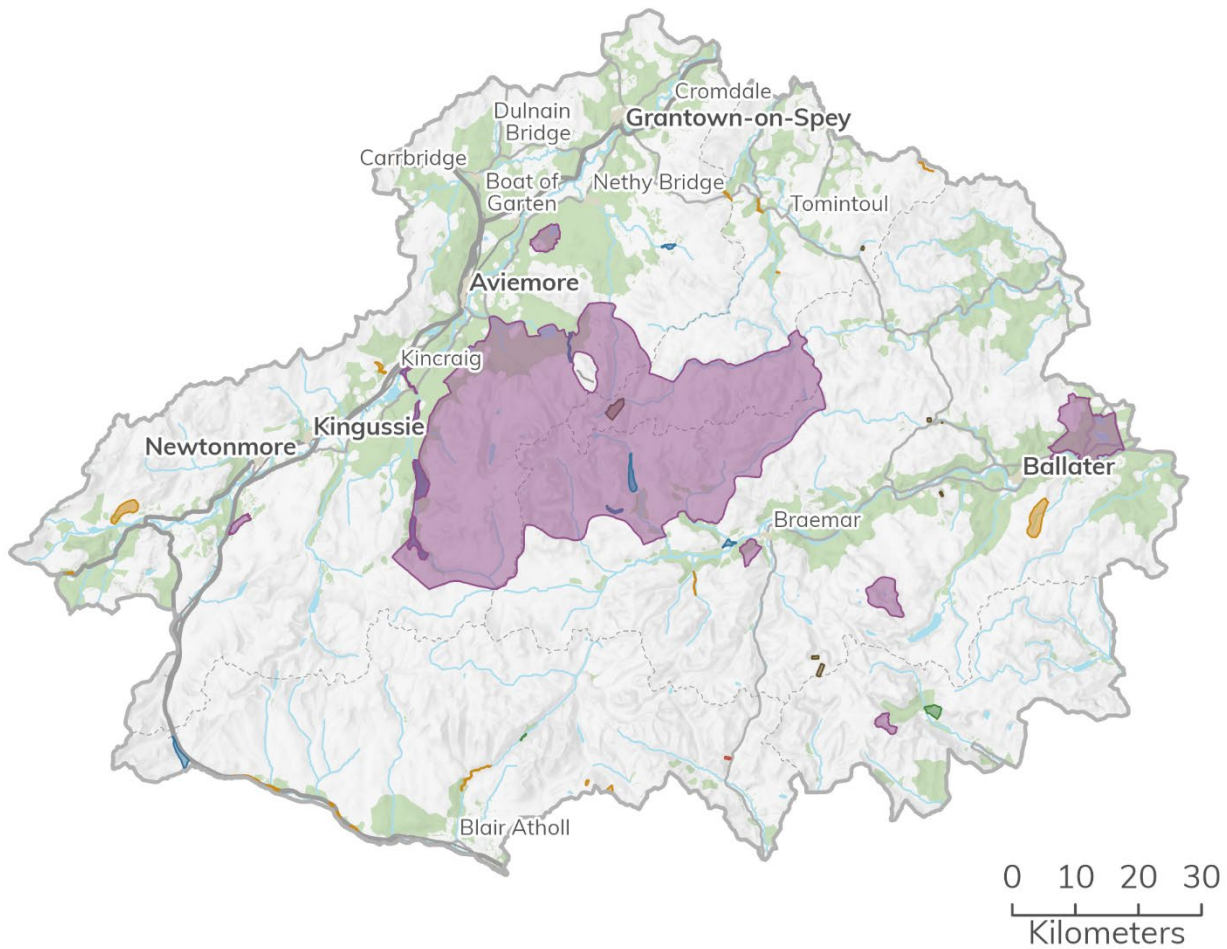 Cromdale
Dulnain
Bridge
Grantown-on-Spey
Carrbridge
Boat of
Garten
Nethy Bridge
Tomintoul
Aviemore
Kincraig
Kingussie
Newtonmore
Ballater
Braemar
Blair Atholl
0 10 20 30
Kilometers